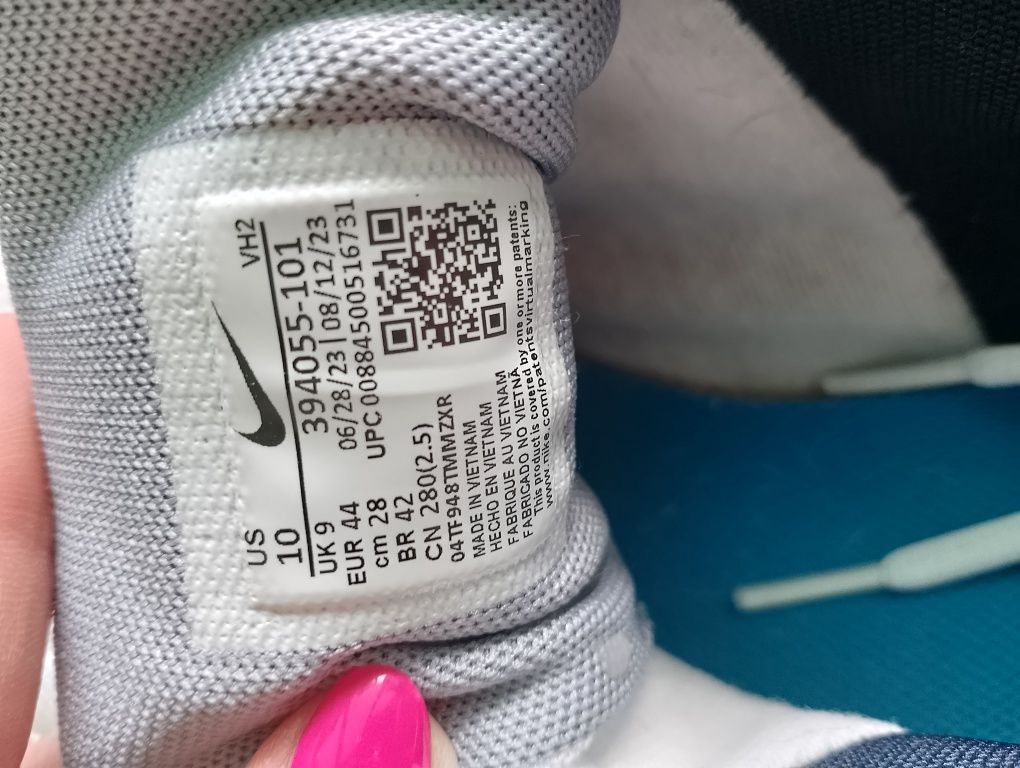 VH2
US
10
394055-101
UK 9
06/28/23|08/12/23
EUR 44
UPC 00884500516731
cm 28
BR 42
CN 280(2.5)
04TF948TMMZXR
MADE IN VIETNAM
HECHO EN VIETNAM
FABRIQUE AU VIETNAM
FABRICADO NO VIETNÃ
This product is covered by one or more patents:
www.nike.com/Patentsvirtualmarking